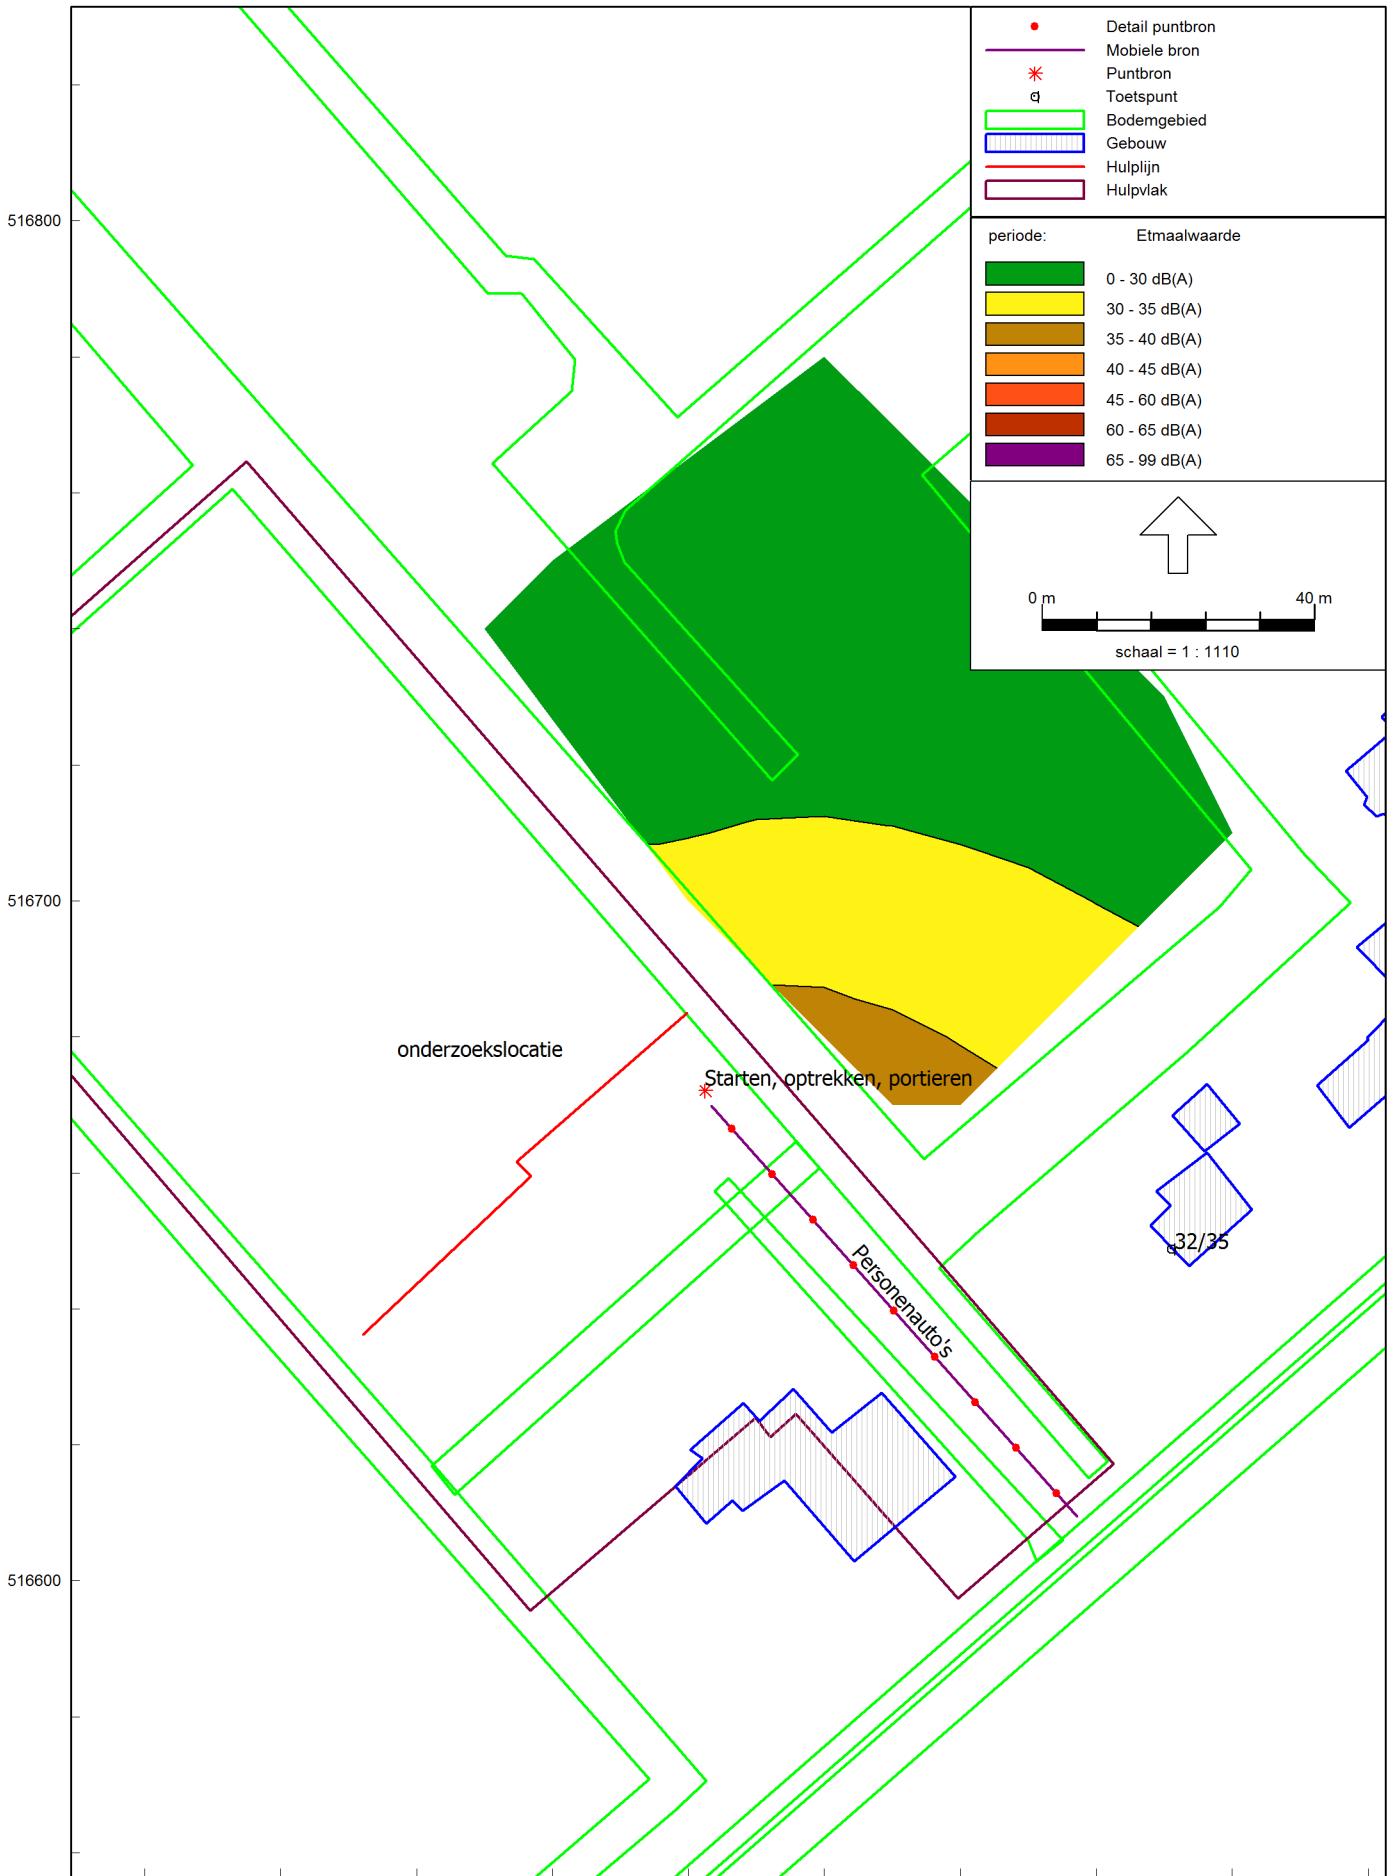 Detail puntbron
Mobiele bron
Puntbron
Toetspunt
Bodemgebied
Gebouw
Hulplijn
Hulpvlak
516800
periode: Etmaalwaarde
0 - 30 dB(A)
30 - 35 dB(A)
35 - 40 dB(A)
40 - 45 dB(A)
45 - 60 dB(A)
60 - 65 dB(A)
65 - 99 dB(A)
0 m 40 m
schaal = 1 : 1110
516700
onderzoekslocatie
Starten, optrekken, portieren
32/35
Personenauto's
516600